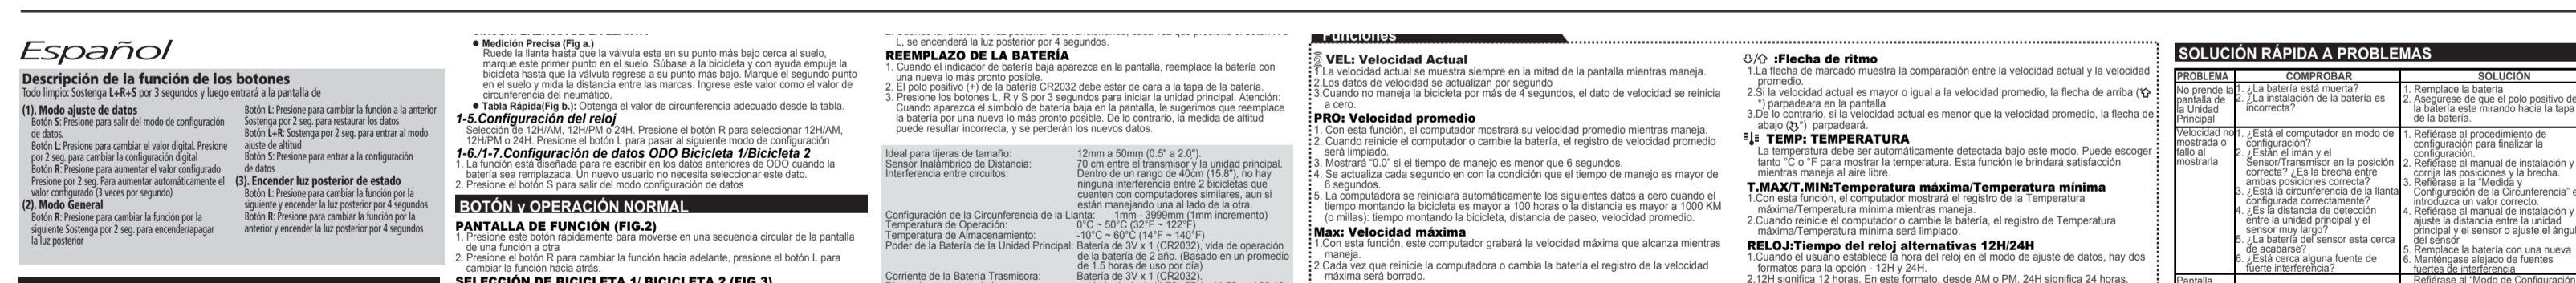 Español
Descripción de la función de los botones
Todo limpio: Sostenga L+R+S por 3 segundos y luego entrará a la pantalla de
(1). Modo ajuste de datos
Botón S: Presione para salir del modo de configuración
de datos.
Botón L: Presione para cambiar el valor digital. Presione
por 2 seg. para cambiar la configuración digital
Botón R: Presione para aumentar el valor configurado
Presione por 2 seg. Para aumentar automáticamente el
valor configurado (3 veces por segundo)
(2). Modo General
Botón R: Presione para cambiar la función por la
siguiente Sostenga por 2 seg. para encender/apagar
la luz posterior
Botón L: Presione para cambiar la función a la anterior
Sostenga por 2 seg. para restaurar los datos
Botón L+R: Sostenga por 2 seg. para entrar al modo
ajuste de altitud
Botón S: Presione para entrar a la configuración
de datos
(3). Encender luz posterior de estado
Botón L: Presione para cambiar la función por la
siguiente y encender la luz posterior por 4 segundos
Botón R: Presione para cambiar la función por la
anterior y encender la luz posterior por 4 segundos
● Medición Precisa (Fig a.)
Ruede la llanta hasta que la válvula este en su punto más bajo cerca al suelo,
marque este primer punto en el suelo. Súbase a la bicicleta y con ayuda empuje la
bicicleta hasta que la válvula regrese a su punto más bajo. Marque el segundo punto
en el suelo y mida la distancia entre las marcas. Ingrese este valor como el valor de
circunferencia del neumático.
● Tabla Rápida(Fig b.): Obtenga el valor de circunferencia adecuado desde la tabla.
1-5.Configuración del reloj
Selección de 12H/AM, 12H/PM o 24H. Presione el botón R para seleccionar 12H/AM,
12H/PM o 24H. Presione el botón L para pasar al siguiente modo de configuración
1-6./1-7.Configuración de datos ODO Bicicleta 1/Bicicleta 2
1. La función está diseñada para re escribir en los datos anteriores de ODO cuando la
batería sea remplazada. Un nuevo usuario no necesita seleccionar este dato.
2. Presione el botón S para salir del modo configuración de datos
BOTÓN y OPERACIÓN NORMAL
PANTALLA DE FUNCIÓN (FIG.2)
1. Presione este botón rápidamente para moverse en una secuencia circular de la pantalla
de una función a otra
2. Presione el botón R para cambiar la función hacia adelante, presione el botón L para
cambiar la función hacia atrás.
SELECCIÓN DE BICICLETA 1/ BICICLETA 2 (FIG.3)
L, se encenderá la luz posterior por 4 segundos.
REEMPLAZO DE LA BATERÍA
1. Cuando el indicador de batería baja aparezca en la pantalla, reemplace la batería con
una nueva lo más pronto posible.
2. El polo positivo (+) de la batería CR2032 debe estar de cara a la tapa de la batería.
3. Presione los botones L, R y S por 3 segundos para iniciar la unidad principal. Atención:
Cuando aparezca el símbolo de batería baja en la pantalla, le sugerimos que reemplace
la batería por una nueva lo más pronto posible. De lo contrario, la medida de altitud
puede resultar incorrecta, y se perderán los nuevos datos.
Ideal para tijeras de tamaño: 12mm a 50mm (0.5" a 2.0").
Sensor Inalámbrico de Distancia: 70 cm entre el transmisor y la unidad principal.
Interferencia entre circuitos: Dentro de un rango de 40cm (15.8"), no hay
ninguna interferencia entre 2 bicicletas que
cuenten con computadores similares, aun si
están manejando una al lado de la otra.
Configuración de la Circunferencia de la Llanta: 1mm - 3999mm (1mm incremento)
Temperatura de Operación: 0°C ~ 50°C (32°F ~ 122°F)
Temperatura de Almacenamiento: -10°C ~ 60°C (14°F ~ 140°F)
Poder de la Batería de la Unidad Principal: Batería de 3V x 1 (CR2032), vida de operación
de la batería de 2 año. (Basado en un promedio
de 1.5 horas de uso por día)
Corriente de la Batería Trasmisora: Batería de 3V x 1 (CR2032).
Funciones
VEL: Velocidad Actual
1.La velocidad actual se muestra siempre en la mitad de la pantalla mientras maneja.
2.Los datos de velocidad se actualizan por segundo
3.Cuando no maneja la bicicleta por más de 4 segundos, el dato de velocidad se reinicia
a cero.
PRO: Velocidad promedio
1. Con esta función, el computador mostrará su velocidad promedio mientras maneja.
2. Cuando reinicie el computador o cambie la batería, el registro de velocidad promedio
será limpiado.
3. Mostrará “0.0” si el tiempo de manejo es menor que 6 segundos.
4. Se actualiza cada segundo en con la condición que el tiempo de manejo es mayor de
6 segundos.
5. La computadora se reiniciara automáticamente los siguientes datos a cero cuando el
tiempo montando la bicicleta es mayor a 100 horas o la distancia es mayor a 1000 KM
(o millas): tiempo montando la bicicleta, distancia de paseo, velocidad promedio.
Max: Velocidad máxima
1.Con esta función, este computador grabará la velocidad máxima que alcanza mientras
maneja.
2.Cada vez que reinicie la computadora o cambia la batería el registro de la velocidad
máxima será borrado.
⇩/⇧ :Flecha de ritmo
1.La flecha de marcado muestra la comparación entre la velocidad actual y la velocidad
promedio.
2.Si la velocidad actual es mayor o igual a la velocidad promedio, la flecha de arriba (⇧
") parpadeara en la pantalla
3.De lo contrario, si la velocidad actual es menor que la velocidad promedio, la flecha de
abajo (⇩") parpadeará.
TEMP: TEMPERATURA
La temperatura debe ser automáticamente detectada bajo este modo. Puede escoger
tanto °C o °F para mostrar la temperatura. Esta función le brindará satisfacción
mientras maneja al aire libre.
T.MAX/T.MIN:Temperatura máxima/Temperatura mínima
1.Con esta función, el computador mostrará el registro de la Temperatura
máxima/Temperatura mínima mientras maneja.
2.Cuando reinicie el computador o cambie la batería, el registro de Temperatura
máxima/Temperatura mínima será limpiado.
RELOJ:Tiempo del reloj alternativas 12H/24H
1.Cuando el usuario establece la hora del reloj en el modo de ajuste de datos, hay dos
formatos para la opción - 12H y 24H.
2.12H significa 12 horas. En este formato, desde AM o PM. 24H significa 24 horas.
SOLUCIÓN RÁPIDA A PROBLEMAS
PROBLEMA COMPROBAR SOLUCIÓN
No prende la
pantalla de
la Unidad
Principal
1. ¿La batería está muerta?
2. ¿La instalación de la batería es
incorrecta?
1. Remplace la batería
2. Asegúrese de que el polo positivo de
la batería este mirando hacia la tapa
de la batería.
Velocidad no
mostrada o
fallo al
mostrarla
1. ¿Está el computador en modo de
configuración?
2. ¿Están el imán y el
Sensor/Transmisor en la posición
correcta? ¿Es la brecha entre
ambas posiciones correcta?
3. ¿Está la circunferencia de la llanta
configurada correctamente?
4. ¿Es la distancia de detección
entre la unidad principal y el
sensor muy largo?
5. ¿La batería del sensor esta cerca
de acabarse?
6. ¿Está cerca alguna fuente de
fuerte interferencia?
1. Refiérase al procedimiento de
configuración para finalizar la
configuración.
2. Refiérase al manual de instalación y
corrija las posiciones y la brecha.
3. Refiérase a la “Medida y
Configuración de la Circunferencia” e
introduzca un valor correcto.
4. Refiérase al manual de instalación y
ajuste la distancia entre la unidad
principal y el sensor o ajuste el ángul
del sensor
5. Remplace la batería con una nueva
6. Manténgase alejado de fuentes
fuertes de interferencia
Pantalla
Refiérase al “Modo de Configuración